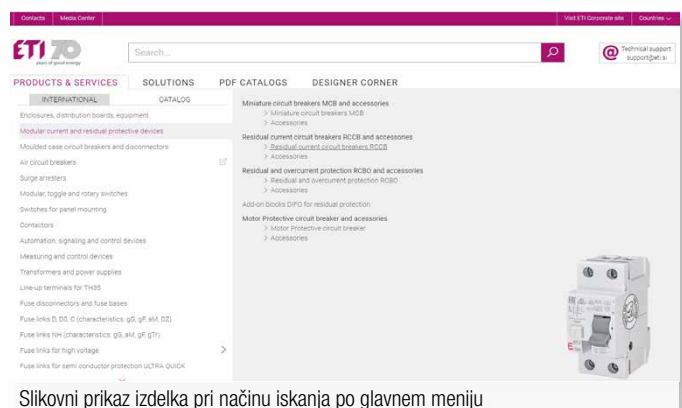 Contacts Media Center Visit ETI Corporate site Countries
ETI 70
years of good energy
Search...
@ Technical support
support@eti.si
PRODUCTS & SERVICES SOLUTIONS PDF CATALOGS DESIGNER CORNER
INTERNATIONAL CATALOG
Enclosures, distribution boards, equipment
Modular current and residual protective devices
Moulded case circuit breakers and disconnectors
Air circuit breakers
Surge arresters
Modular, toggle and rotary switches
Switches for panel mounting
Contactors
Automation, signaling and control devices
Measuring and control devices
Transformers and power supplies
Line-up terminals for TH35
Fuse disconnectors and fuse bases
Fuse links D, D0, C (characteristics: gG, gF, aM, DZ)
Fuse links NH (characteristics: gG, aM, gF, gTr)
Fuse links for high voltage
Fuse links for semi conductor protection ULTRA QUICK
Miniature circuit breakers MCB and accessories
> Miniature circuit breakers MCB
> Accessories
Residual current circuit breakers RCCB and accessories
> Residual current circuit breakers RCCB
> Accessories
Residual and overcurrent protection RCBO and accessories
> Residual and overcurrent protection RCBO
> Accessories
Add-on blocks DIFO for residual protection
Motor Protective circuit breaker and acessories
> Motor Protective circuit breaker
> Accessories
Slikovni prikaz izdelka pri načinu iskanja po glavnem meniju